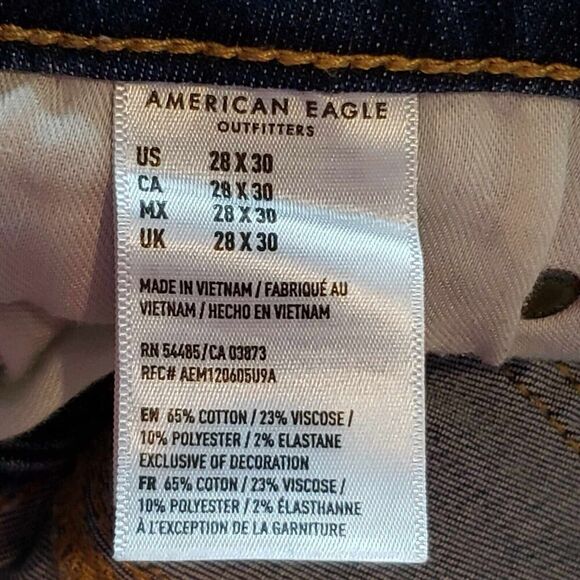 AMERICAN EAGLE
OUTFITTERS
US 28 X 30
CA 28 X 30
MX 28 X 30
UK 28 X 30
MADE IN VIETNAM / FABRIQUÉ AU
VIETNAM / HECHO EN VIETNAM
RN 54485/CA 03873
RFC# AEM120605U9A
EN 65% COTTON / 23% VISCOSE /
10% POLYESTER / 2% ELASTANE
EXCLUSIVE OF DECORATION
FR 65% COTON / 23% VISCOSE /
10% POLYESTER / 2% ÉLASTHANNE
À L'EXCEPTION DE LA GARNITURE